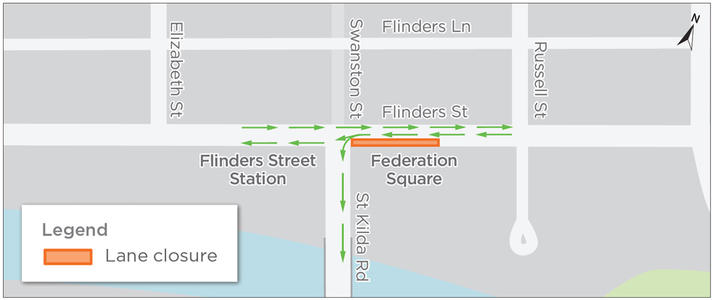 Flinders Ln
N
Elizabeth St
Swanston St
Russell St
Flinders St
Flinders Street
Station
Federation
Square
St Kilda Rd
Legend
Lane closure